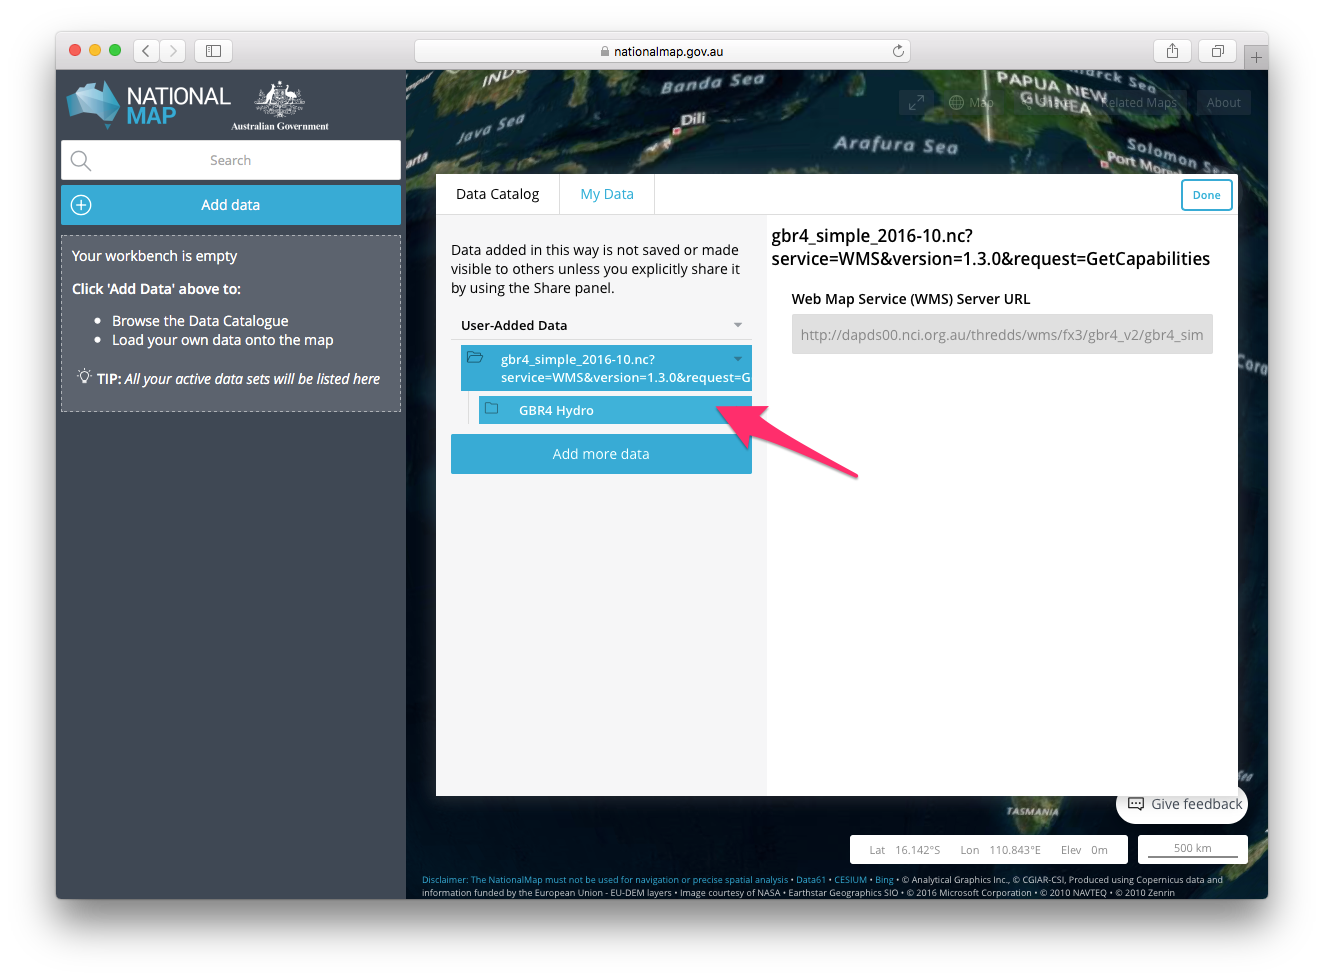 nationalmap.gov.au
NATIONAL
MAP
Australian Government
Search
Add data
Your workbench is empty
Click 'Add Data' above to:
Browse the Data Catalogue
Load your own data onto the map
TIP: All your active data sets will be listed here
Banda Sea
PAPUA NEW
GUINEA
Map
Related Maps
About
Java Sea
Dili
Arafura Sea
Solomon
Port
Data Catalog
My Data
Done
Data added in this way is not saved or made
visible to others unless you explicitly share it
by using the Share panel.
User-Added Data
gbr4_simple_2016-10.nc?
service=WMS&version=1.3.0&request=G
GBR4 Hydro
Add more data
gbr4_simple_2016-10.nc?
service=WMS&version=1.3.0&request=GetCapabilities
Web Map Service (WMS) Server URL
http://dapds00.nci.org.au/thredds/wms/fx3/gbr4_v2/gbr4_sim
TASMANIA
Give feedback
Lat 16.142°S Lon 110.843°E Elev 0m
500 km
Disclaimer: The NationalMap must not be used for navigation or precise spatial analysis • Data61 • CESIUM • Bing • © Analytical Graphics Inc., © CGIAR-CSI, Produced using Copernicus data and
information funded by the European Union - EU-DEM layers • Image courtesy of NASA • Earthstar Geographics SIO • © 2016 Microsoft Corporation • © 2010 NAVTEQ • © 2010 Zenrin